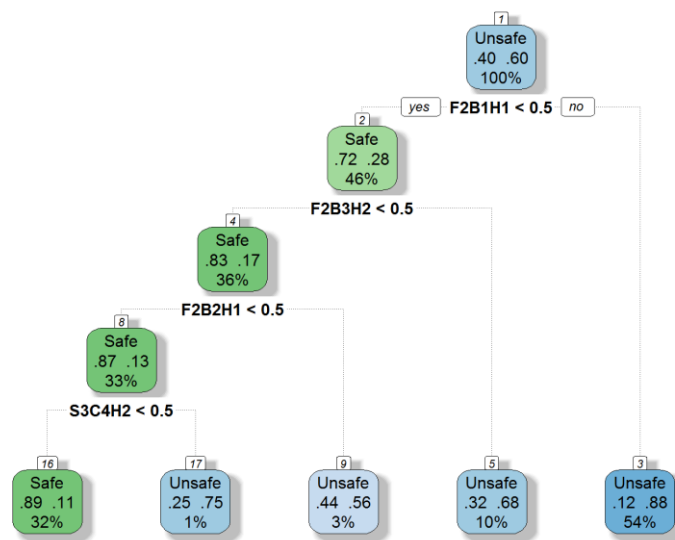 1
Unsafe
.40 .60
100%
yes F2B1H1 < 0.5 no
2
Safe
.72 .28
46%
F2B3H2 < 0.5
4
Safe
.83 .17
36%
F2B2H1 < 0.5
8
Safe
.87 .13
33%
S3C4H2 < 0.5
16 17 9 5 3
Safe Unsafe Unsafe Unsafe Unsafe
.89 .11 .25 .75 .44 .56 .32 .68 .12 .88
32% 1% 3% 10% 54%